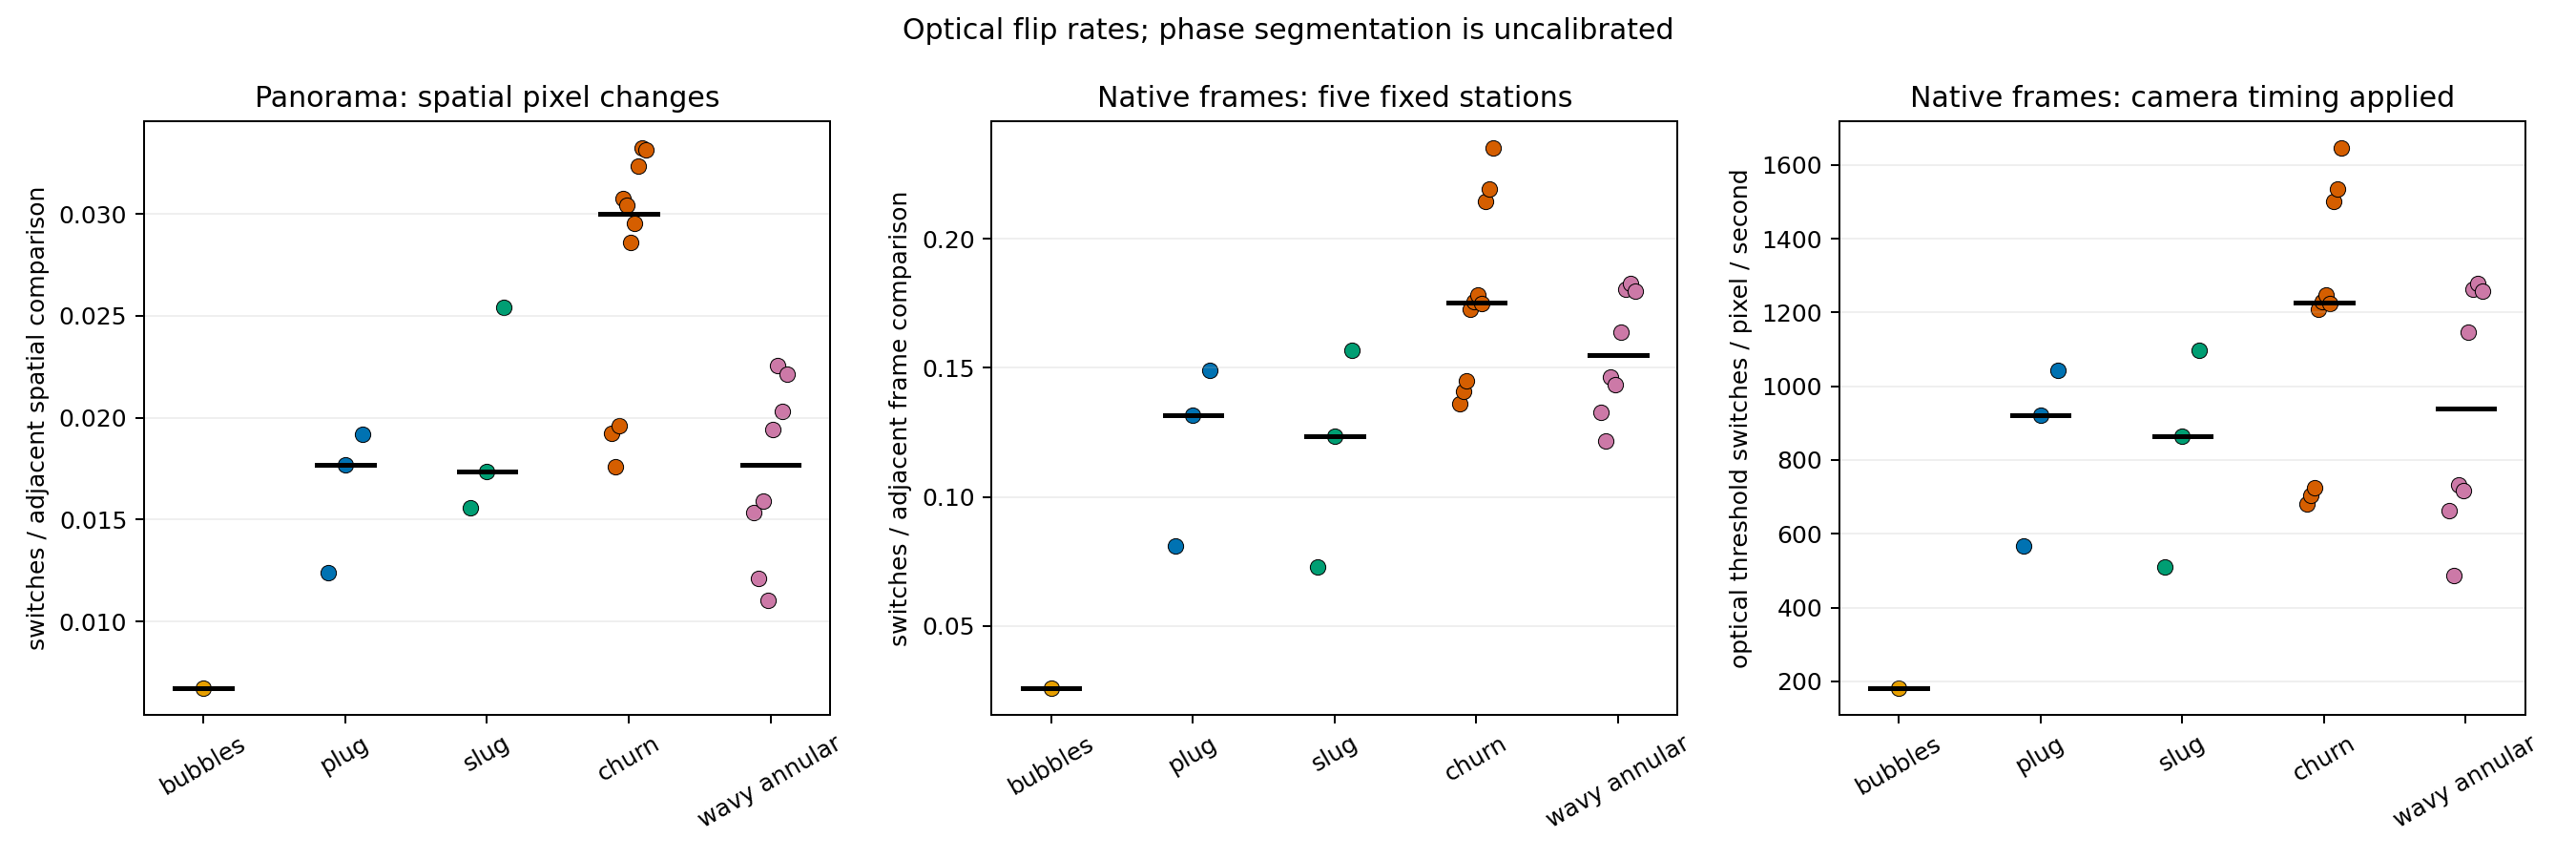 Optical flip rates; phase segmentation is uncalibrated
Panorama: spatial pixel changes
switches / adjacent spatial comparison
0.030
0.025
0.020
0.015
0.010
bubbles
plug
slug
churn
wavy annular
Native frames: five fixed stations
switches / adjacent frame comparison
0.20
0.15
0.10
0.05
bubbles
plug
slug
churn
wavy annular
Native frames: camera timing applied
optical threshold switches / pixel / second
1600
1400
1200
1000
800
600
400
200
bubbles
plug
slug
churn
wavy annular